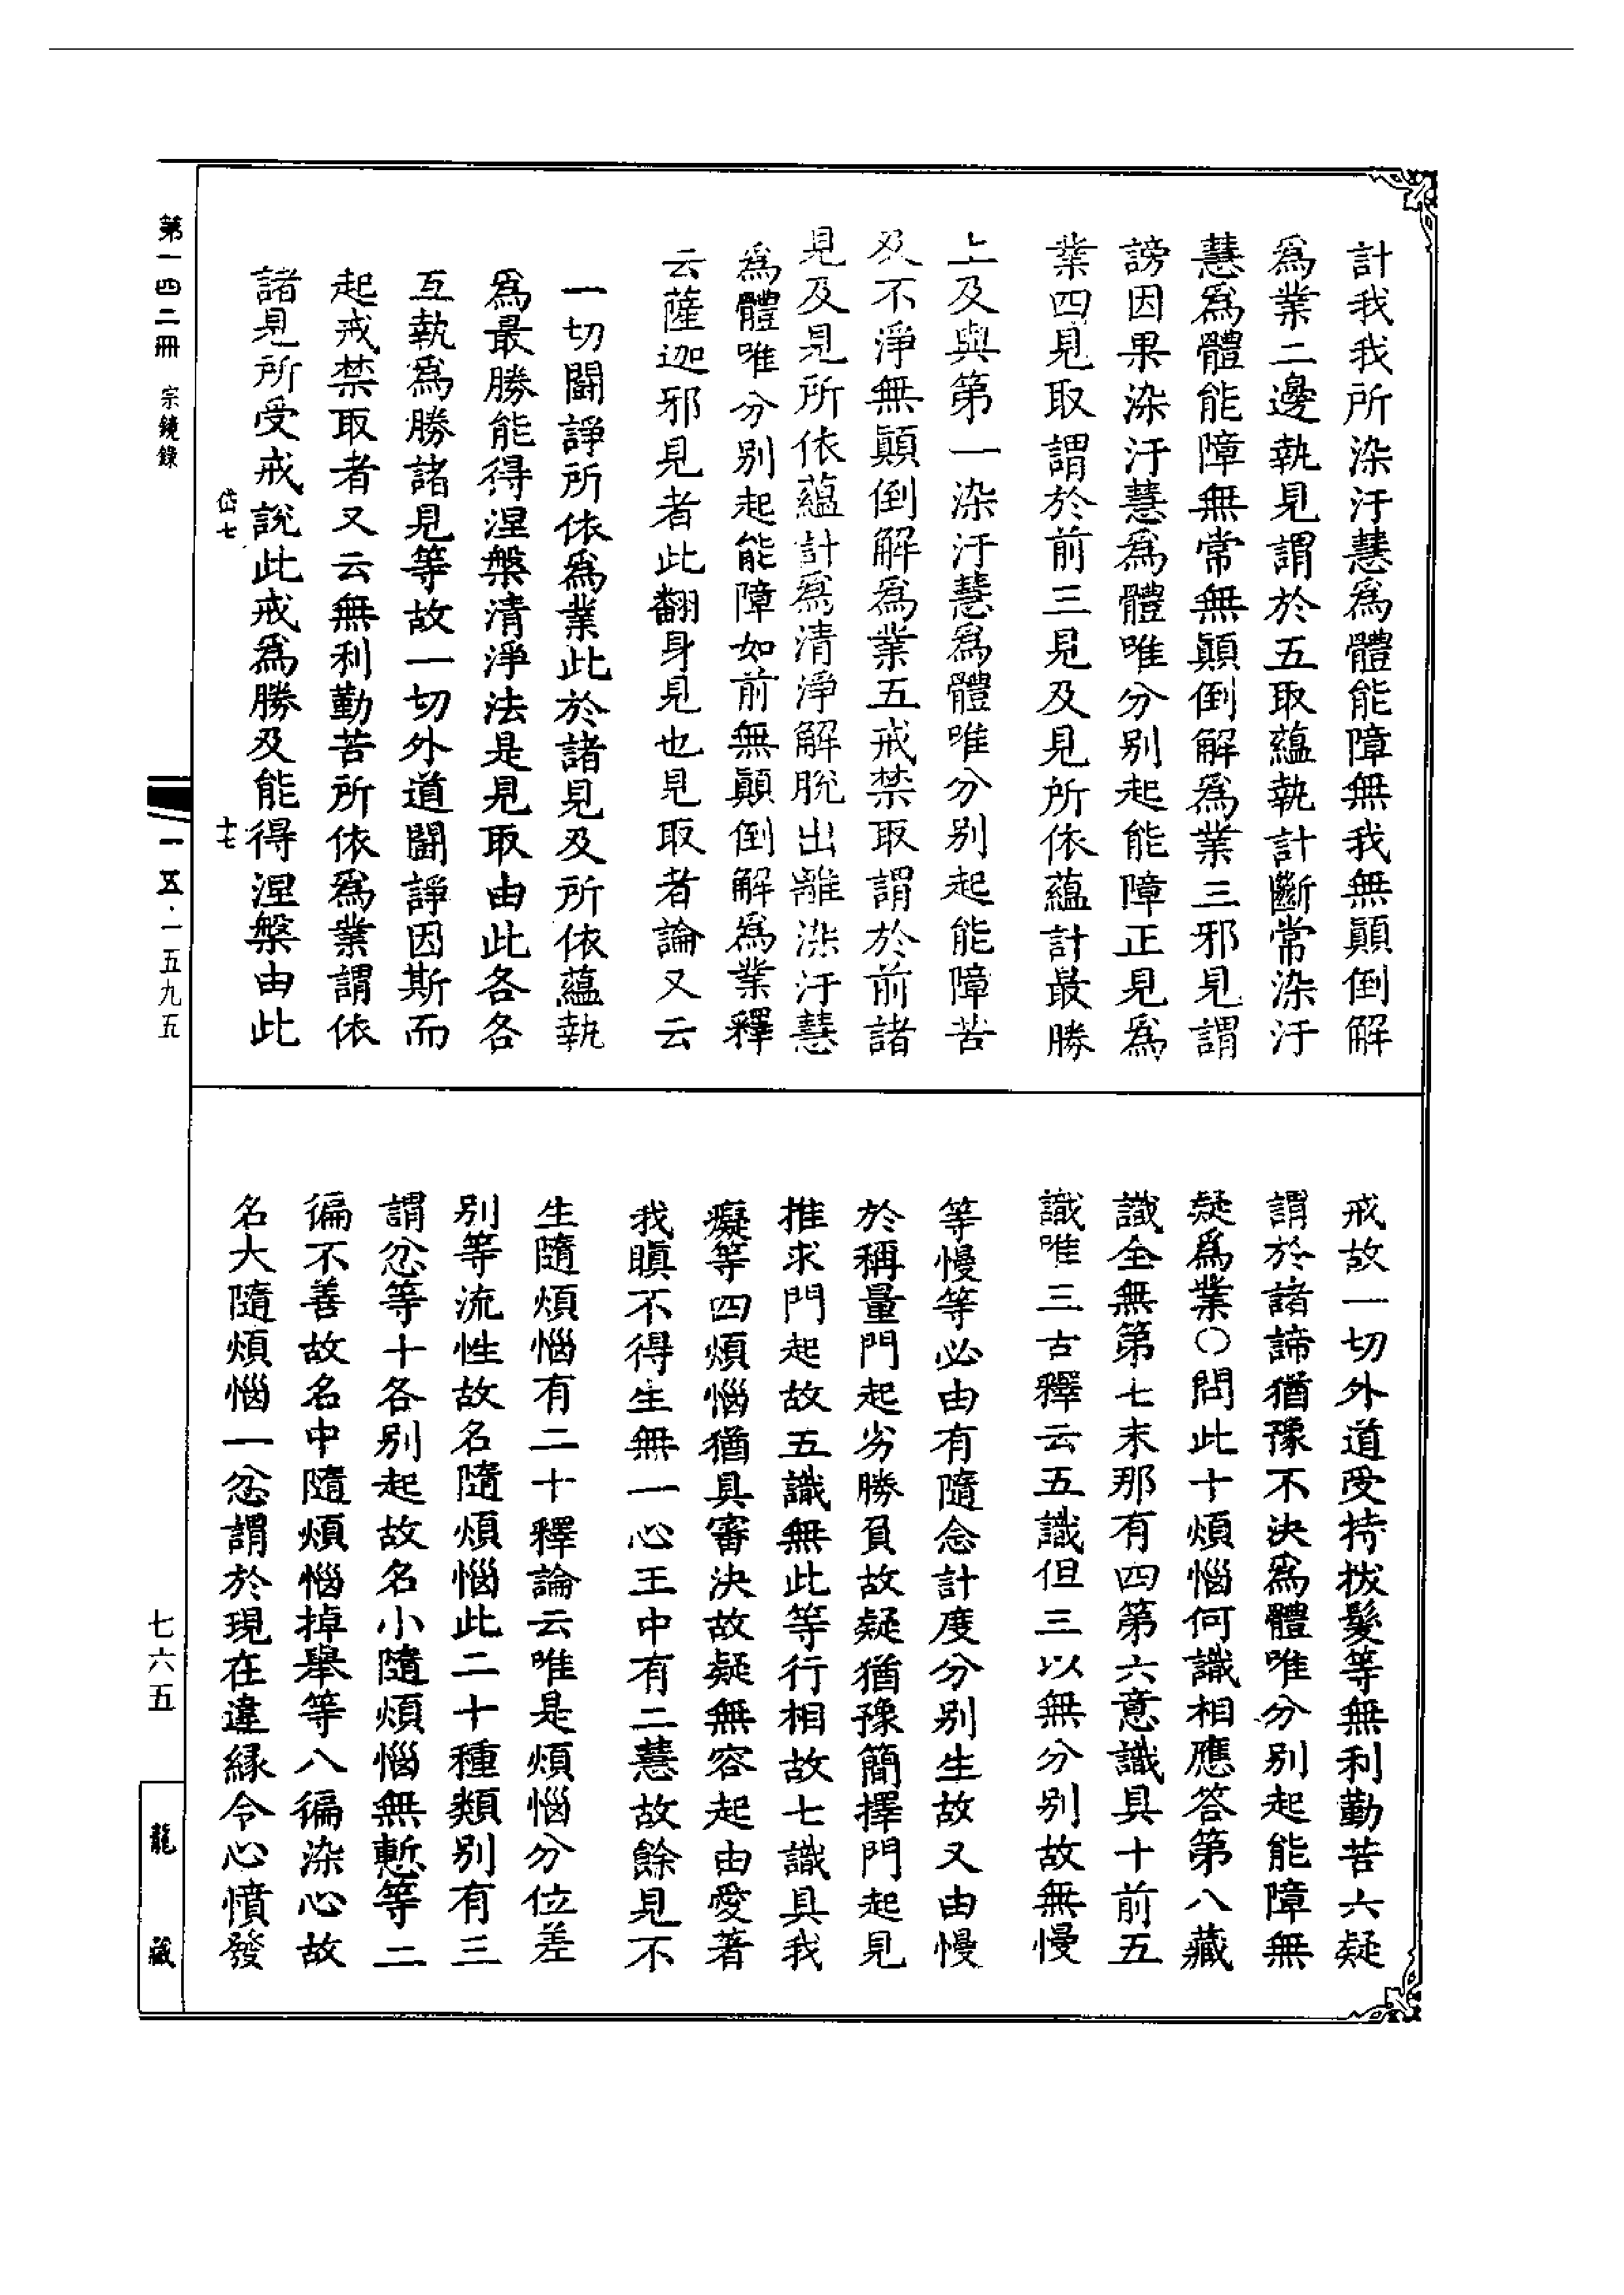 計我我所染汙慧爲體能障無我無顚倒解
爲業二邊執見謂於五取蘊執計斷常染汙
慧爲體能障無常無顚倒解爲業三邪見謂
謗因果染汙慧爲體唯分别起能障正見爲
業四見取謂於前三見及見所依蘊計最勝
上及與第一染汙慧爲體唯分别起能障苦
及不淨無顚倒解爲業五戒禁取謂於前諸
見及見所依蘊計爲清淨解脫出離染汙慧
爲體唯分别起能障如前無顚倒解爲業釋
云薩迦邪見者此翻身見也見取者論又云
一切鬬諍所依爲業此於諸見及所依蘊執
爲最勝能得涅槃清淨法是見取由此各各
互執爲勝諸見等故一切外道鬬諍因斯而
起戒禁取者又云無利勤苦所依爲業謂依
諸見所受戒說此戒爲勝及能得涅槃由此
戒故一切外道受持拔髮等無利勤苦六疑
謂於諸諦猶豫不決爲體唯分别起能障無
疑爲業○問此十煩惱何識相應答第八藏
識全無第七末那有四第六意識具十前五
識唯三古釋云五識但三以無分别故無慢
等慢等必由有隨念計度分别生故又由慢
於稱量門起劣勝負故疑猶豫簡擇門起見
推求門起故五識無此等行相故七識具我
癡等四煩惱猶具審決故疑無容起由愛著
我瞋不得生無一心王中有二慧故餘見不
生隨煩惱有二十釋論云唯是煩惱分位差
别等流性故名隨煩惱此二十種類别有三
謂忿等十各别起故名小隨煩惱無慙等二
徧不善故名中隨煩惱掉舉等八徧染心故
名大隨煩惱一忿謂於現在違緣令心憤發
岱七
十七
第一四二冊 宗鏡錄
一五·一五九五
七六五
龍藏